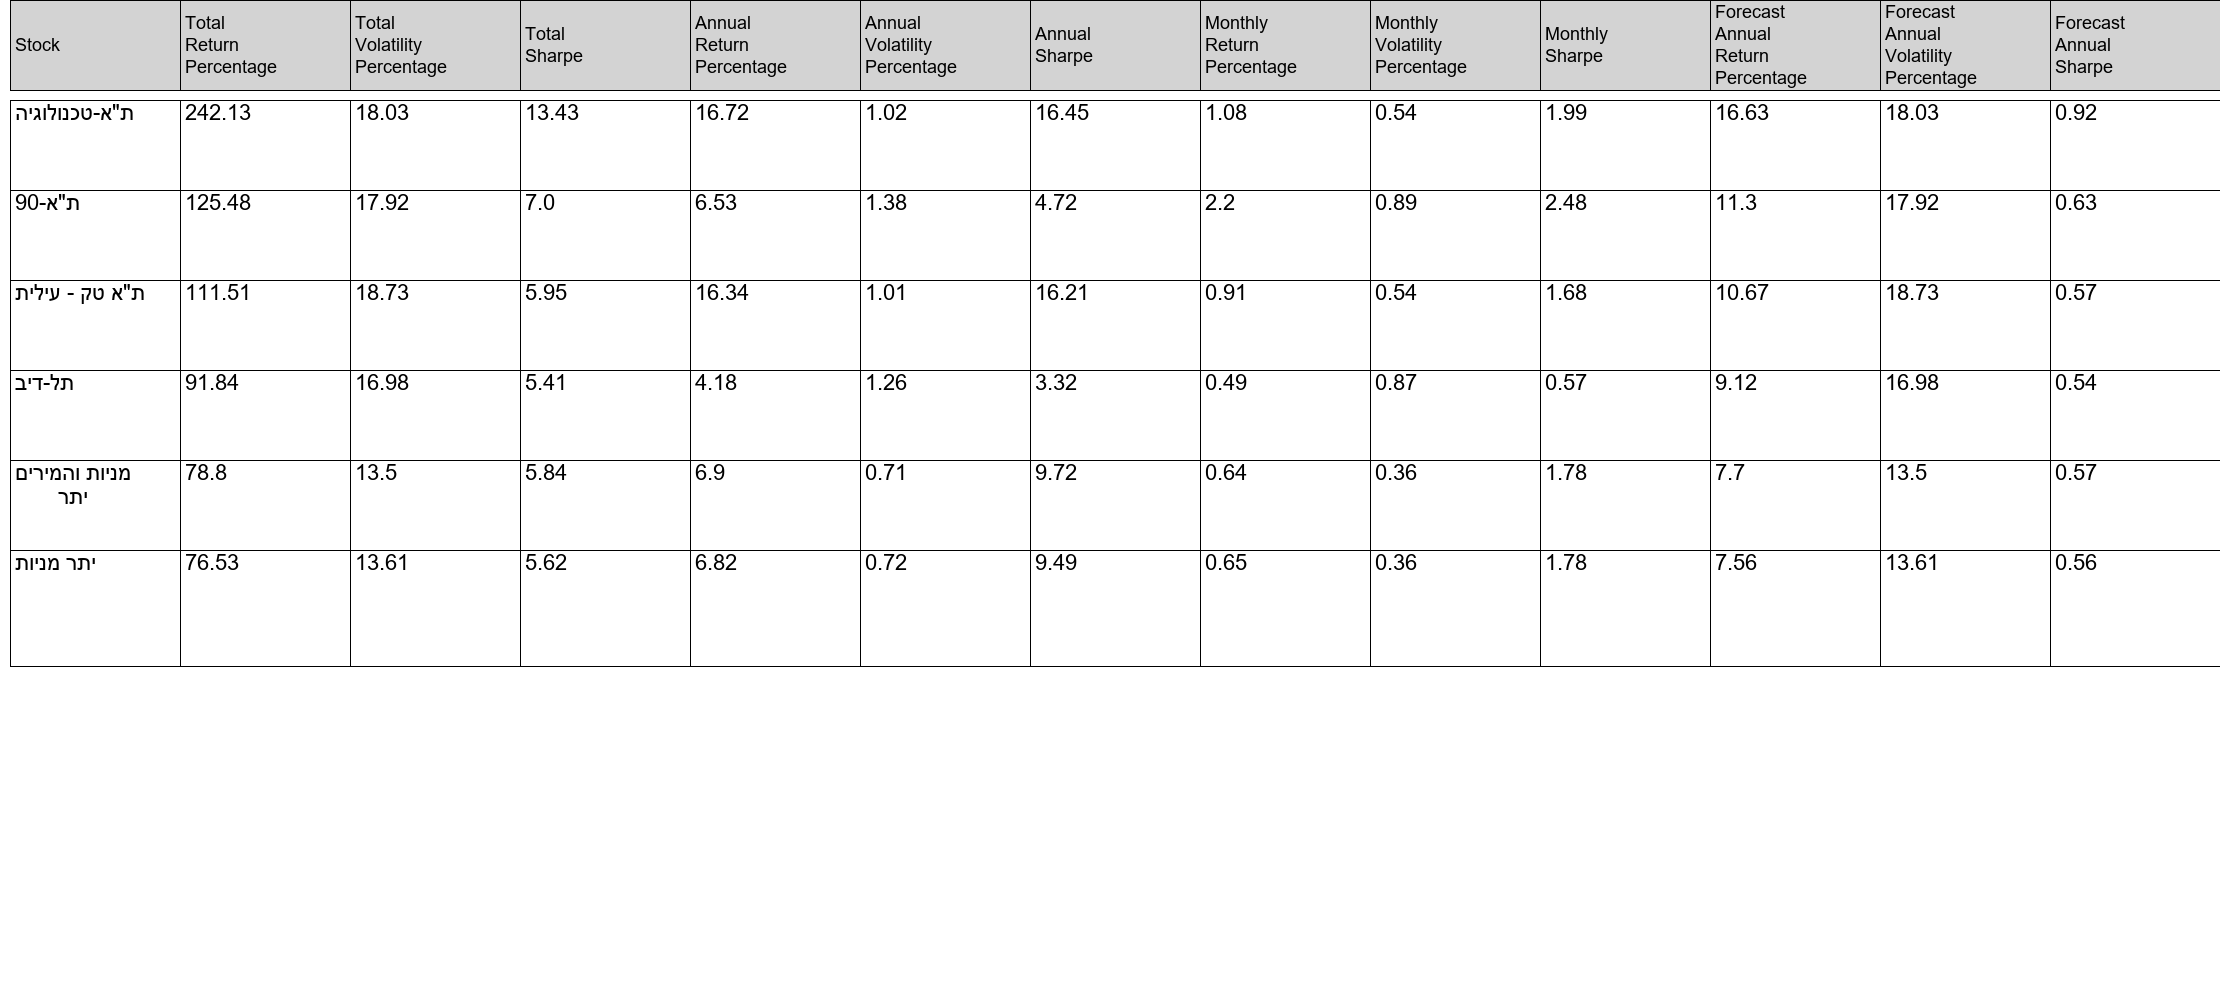 Stock
Total
Return
Percentage
Total
Volatility
Percentage
Total
Sharpe
Annual
Return
Percentage
Annual
Volatility
Percentage
Annual
Sharpe
Monthly
Return
Percentage
Monthly
Volatility
Percentage
Monthly
Sharpe
Forecast
Annual
Return
Percentage
Forecast
Annual
Volatility
Percentage
Forecast
Annual
Sharpe
ת"א-טכנולוגיה 242.13 18.03 13.43 16.72 1.02 16.45 1.08 0.54 1.99 16.63 18.03 0.92
ת"א-90 125.48 17.92 7.0 6.53 1.38 4.72 2.2 0.89 2.48 11.3 17.92 0.63
ת"א טק - עילית 111.51 18.73 5.95 16.34 1.01 16.21 0.91 0.54 1.68 10.67 18.73 0.57
תל-דיב 91.84 16.98 5.41 4.18 1.26 3.32 0.49 0.87 0.57 9.12 16.98 0.54
מניות והמירים 78.8 13.5 5.84 6.9 0.71 9.72 0.64 0.36 1.78 7.7 13.5 0.57
יתר
יתר מניות 76.53 13.61 5.62 6.82 0.72 9.49 0.65 0.36 1.78 7.56 13.61 0.56